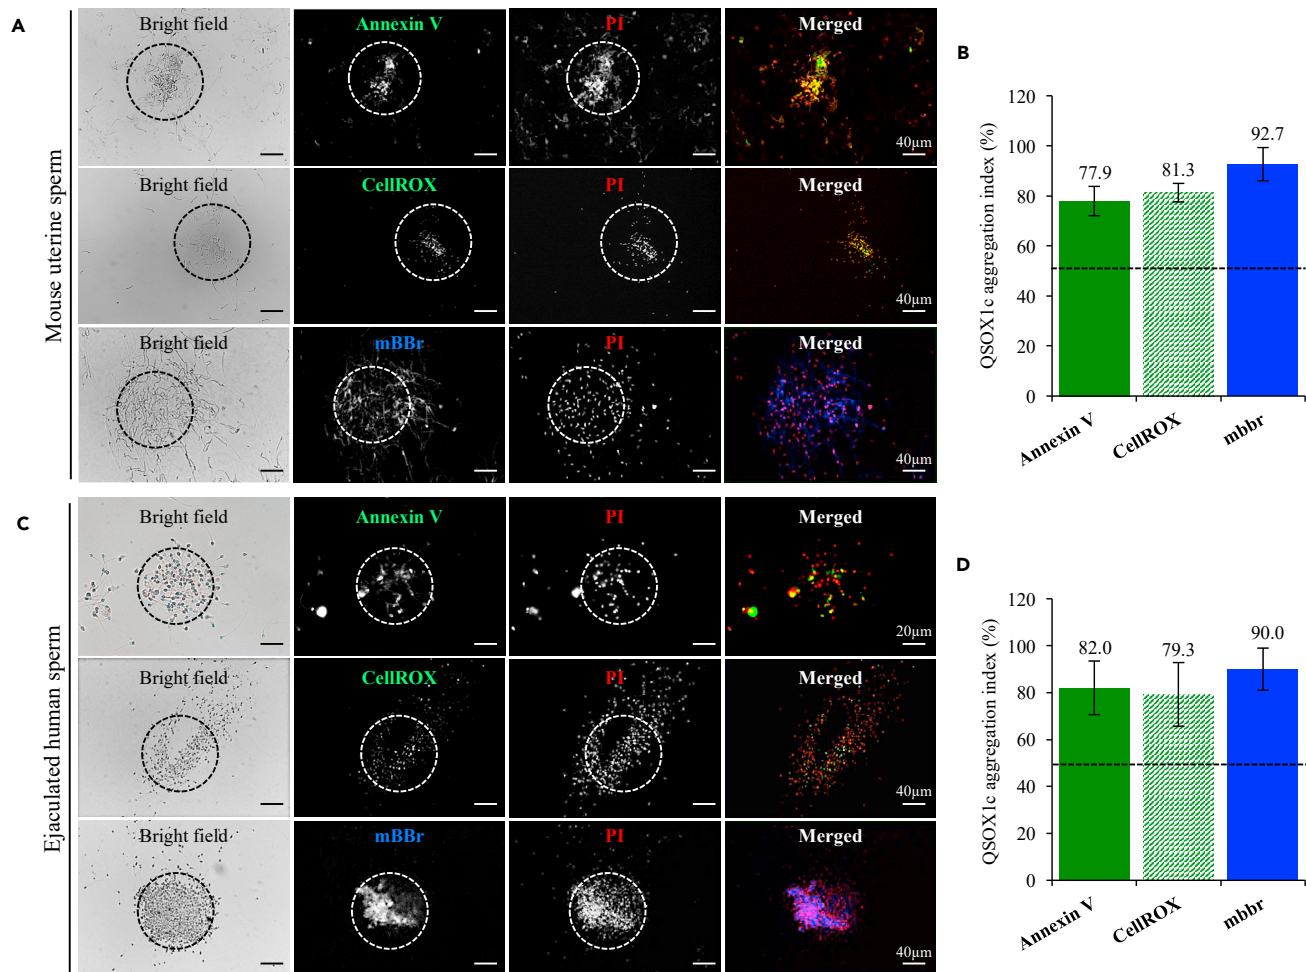 A
Mouse uterine sperm
Bright field Annexin V PI Merged
40μm
Bright field CellROX PI Merged
40μm
Bright field mBBr PI Merged
40μm
B
QSOX1c aggregation index (%)
120
100
80
60
40
20
0
77.9 81.3 92.7
Annexin V CellROX mbbr
C
Ejaculated human sperm
Bright field Annexin V PI Merged
20μm
Bright field CellROX PI Merged
40μm
Bright field mBBr PI Merged
40μm
D
QSOX1c aggregation index (%)
120
100
80
60
40
20
0
82.0 79.3 90.0
Annexin V CellROX mbbr